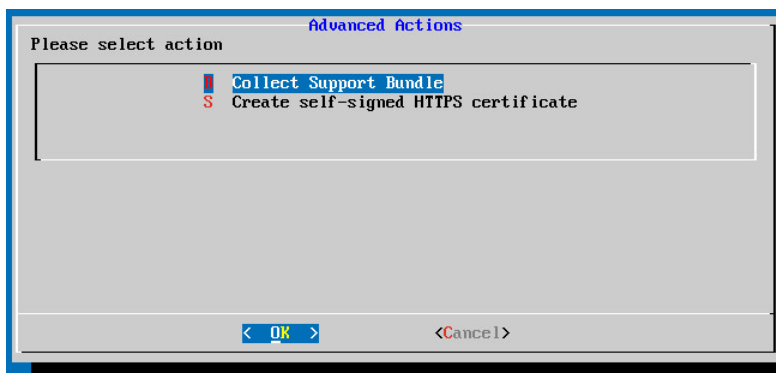 Advanced Actions
Please select action
B Collect Support Bundle
S Create self-signed HTTPS certificate
< OK > <Cancel>